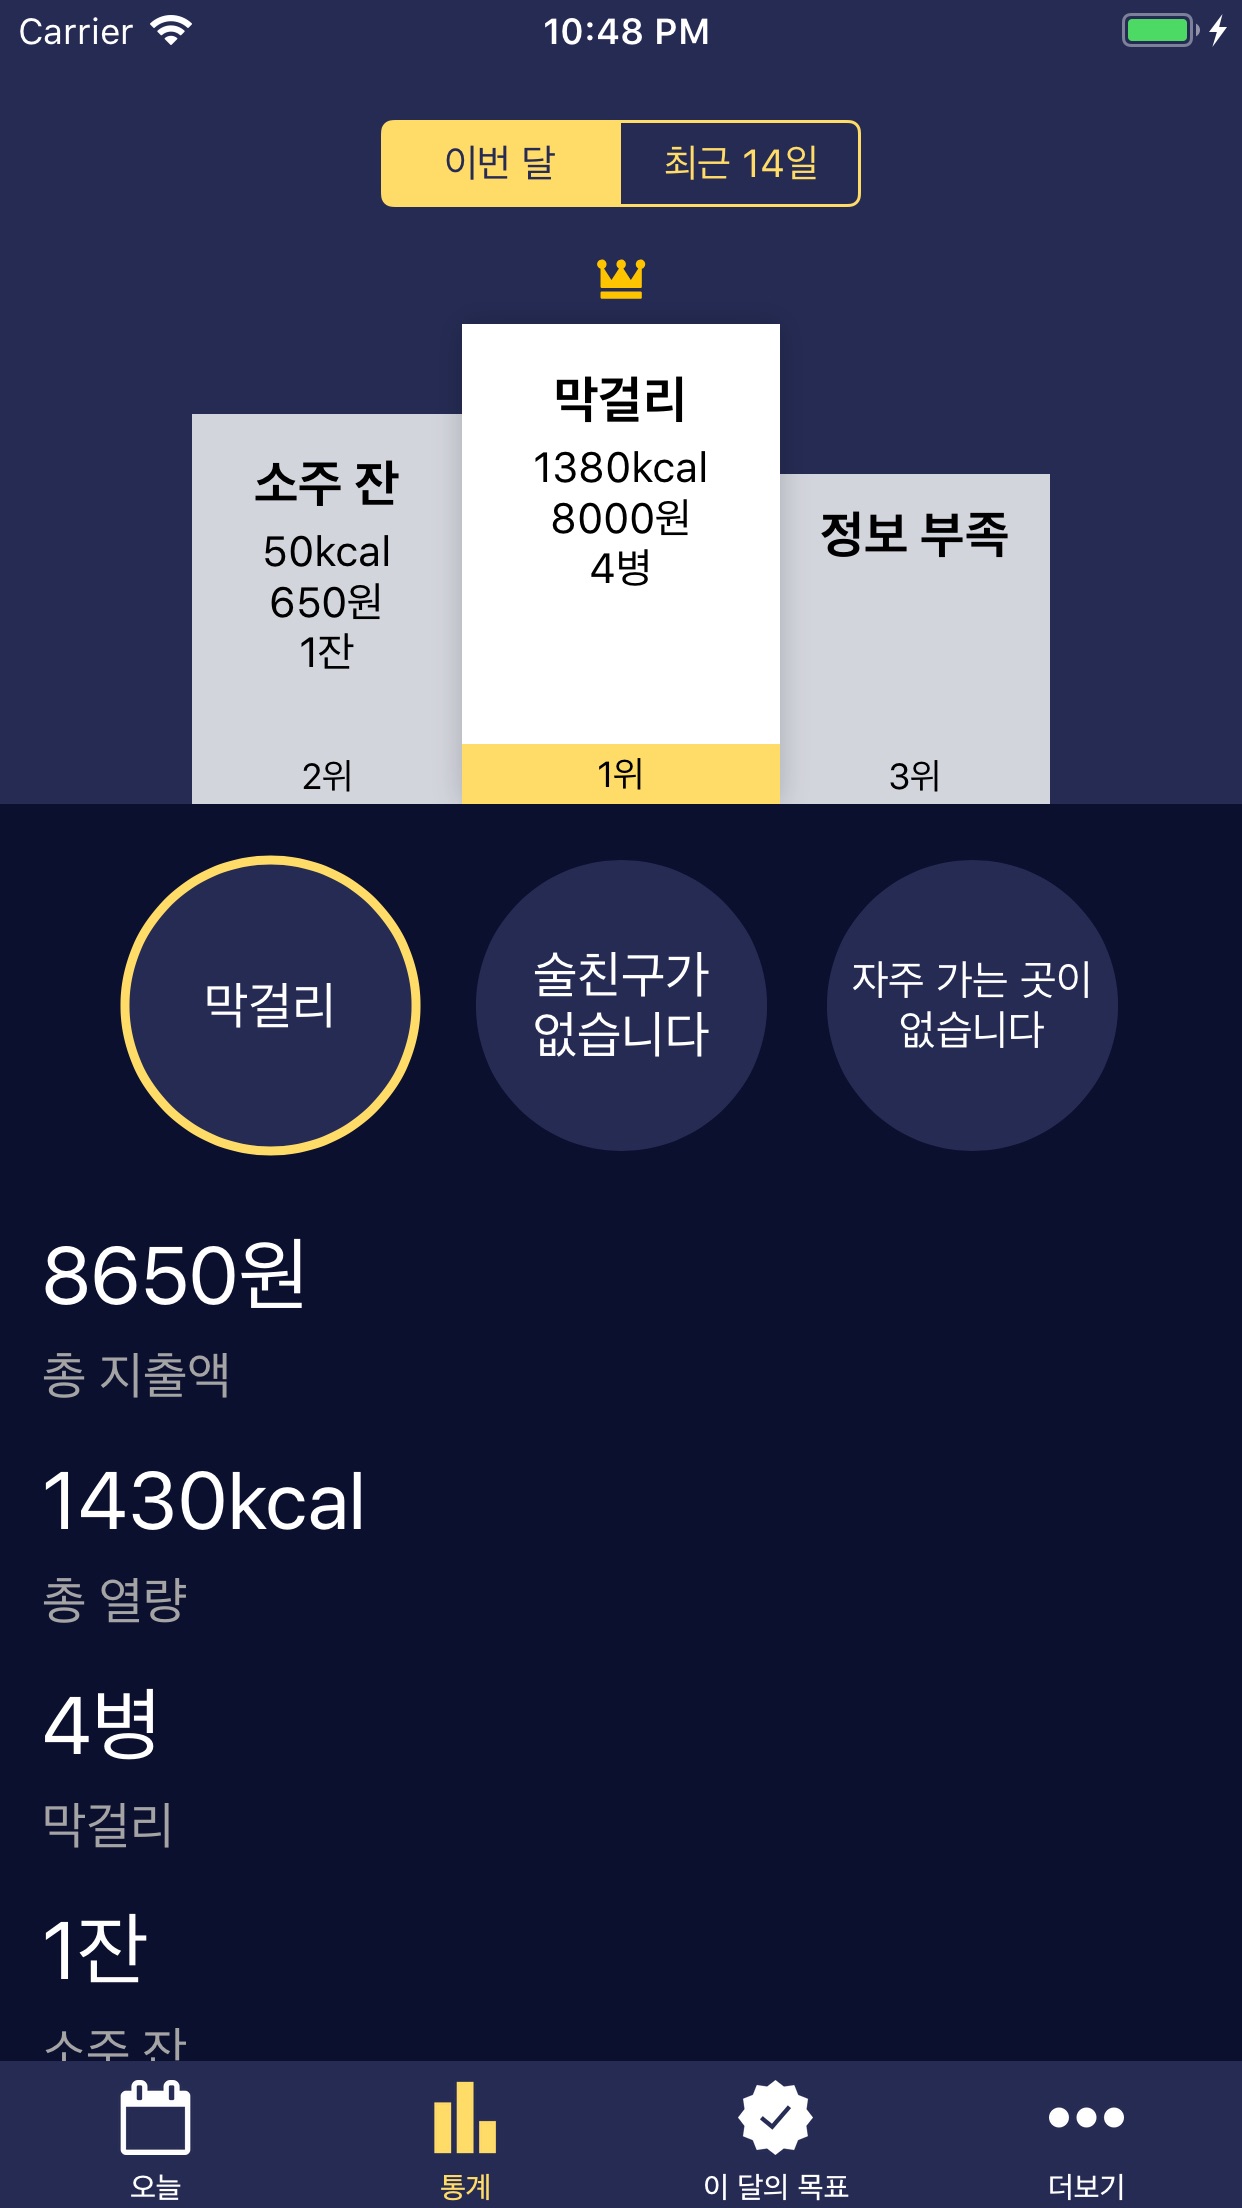 Carrier
10:48 PM
이번 달
최근 14일
막걸리
1380kcal
8000원
4병
1위
소주 잔
50kcal
650원
1잔
2위
정보 부족
3위
막걸리
술친구가
없습니다
자주 가는 곳이
없습니다
8650원
총 지출액
1430kcal
총 열량
4병
막걸리
1잔
소주 잔
오늘
통계
이 달의 목표
더보기